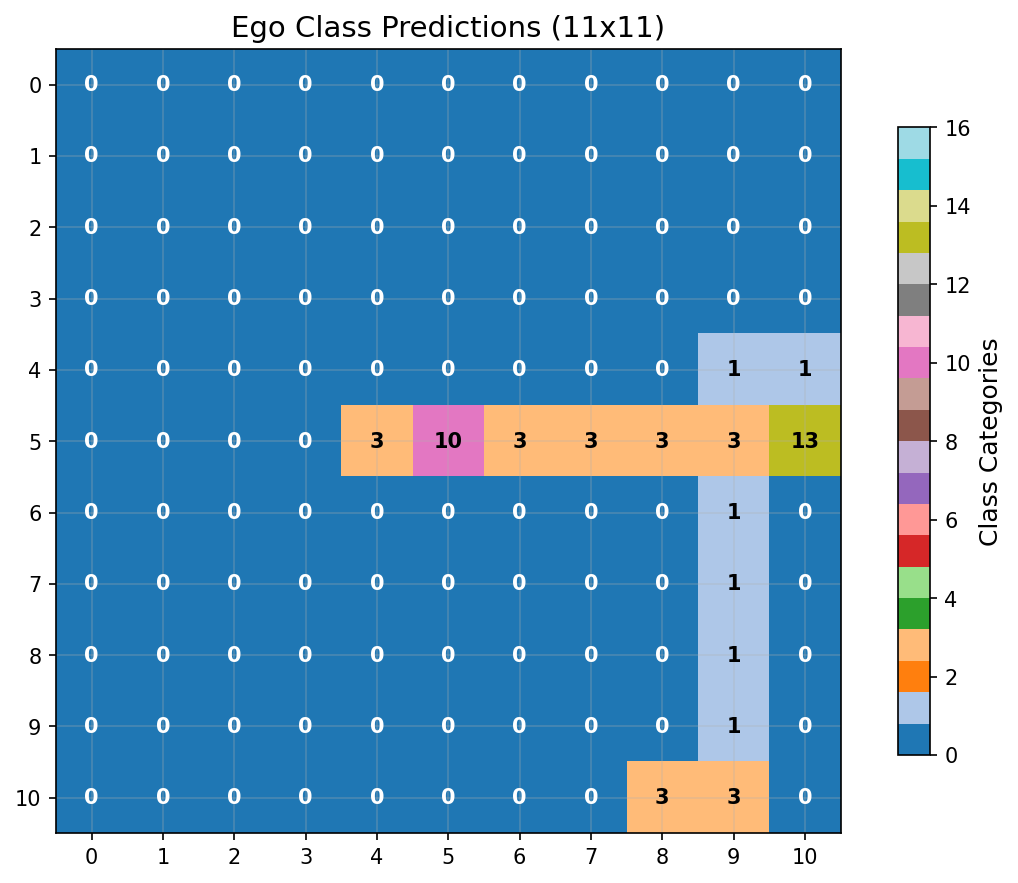 Ego Class Predictions (11x11)
0 0 0 0 0 0 0 0 0 0 0 0
1 0 0 0 0 0 0 0 0 0 0 0
2 0 0 0 0 0 0 0 0 0 0 0
3 0 0 0 0 0 0 0 0 0 0 0
4 0 0 0 0 0 0 0 0 0 1 1
5 0 0 0 0 3 10 3 3 3 3 13
6 0 0 0 0 0 0 0 0 0 1 0
7 0 0 0 0 0 0 0 0 0 1 0
8 0 0 0 0 0 0 0 0 0 1 0
9 0 0 0 0 0 0 0 0 0 1 0
10 0 0 0 0 0 0 0 0 3 3 0
0 1 2 3 4 5 6 7 8 9 10
16
14
12
10
8
6
4
2
0
Class Categories